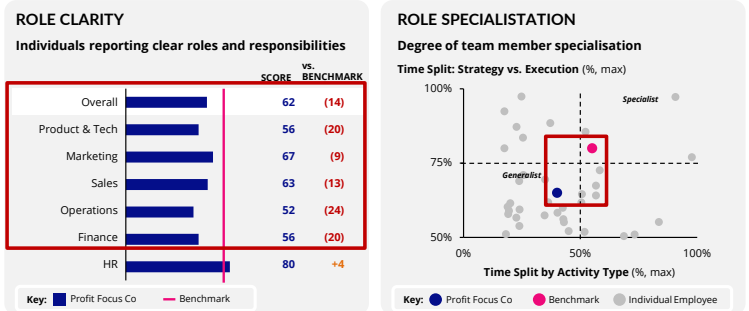 ROLE CLARITY
Individuals reporting clear roles and responsibilities
SCORE vs. BENCHMARK
Overall 62 (14)
Product & Tech 56 (20)
Marketing 67 (9)
Sales 63 (13)
Operations 52 (24)
Finance 56 (20)
HR 80 +4
Key: Profit Focus Co Benchmark
ROLE SPECIALISTATION
Degree of team member specialisation
Time Split: Strategy vs. Execution (%, max)
100%
Specialist
75%
Generalist
50%
0% 50% 100%
Time Split by Activity Type (%, max)
Key: Profit Focus Co Benchmark Individual Employee